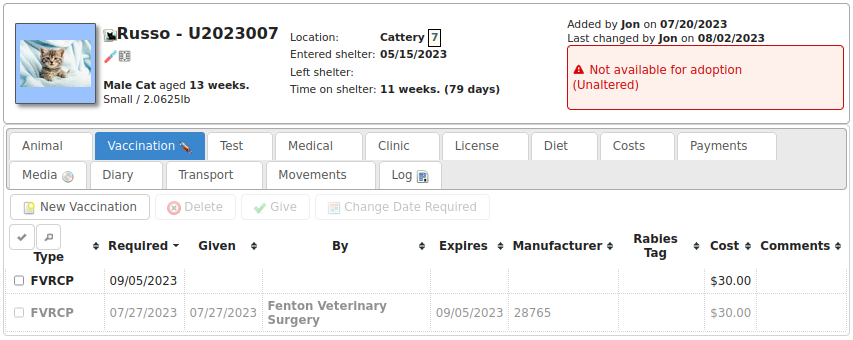 Russo - U2023007
Male Cat aged 13 weeks.
Small / 2.0625lb
Location: Cattery 7
Entered shelter: 05/15/2023
Left shelter:
Time on shelter: 11 weeks. (79 days)
Added by Jon on 07/20/2023
Last changed by Jon on 08/02/2023
Not available for adoption
(Unaltered)
Animal Vaccination Test Medical Clinic License Diet Costs Payments
Media Diary Transport Movements Log
New Vaccination Delete Give Change Date Required
Type Required Given By Expires Manufacturer Rabies Tag Cost Comments
FVRCP 09/05/2023 $30.00
FVRCP 07/27/2023 07/27/2023 Fenton Veterinary Surgery 09/05/2023 28765 $30.00